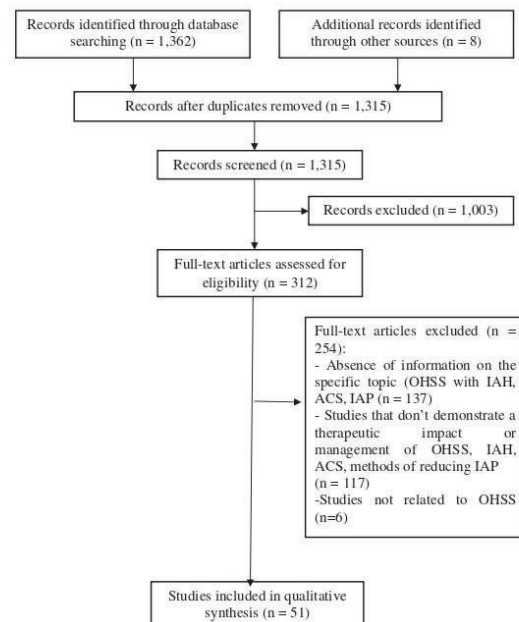 Records identified through database
searching (n = 1,362)
Additional records identified
through other sources (n = 8)
Records after duplicates removed (n = 1,315)
Records screened (n = 1,315)
Records excluded (n = 1,003)
Full-text articles assessed for
eligibility (n = 312)
Full-text articles excluded (n =
254):
- Absence of information on the
specific topic (OHSS with IAH,
ACS, IAP (n = 137)
- Studies that don’t demonstrate a
therapeutic impact or
management of OHSS, IAH,
ACS, methods of reducing IAP
(n = 117)
-Studies not related to OHSS
(n=6)
Studies included in qualitative
synthesis (n = 51)